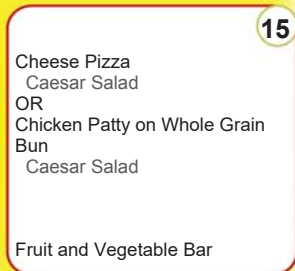 15
Cheese Pizza
Caesar Salad
OR
Chicken Patty on Whole Grain
Bun
Caesar Salad
Fruit and Vegetable Bar